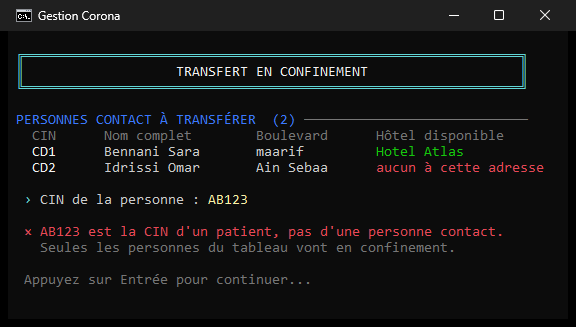 Gestion Corona
TRANSFERT EN CONFINEMENT
PERSONNES CONTACT À TRANSFÉRER (2)
CIN Nom complet Boulevard Hôtel disponible
CD1 Bennani Sara maarif Hotel Atlas
CD2 Idrissi Omar Ain Sebaa aucun à cette adresse
› CIN de la personne : AB123
× AB123 est la CIN d'un patient, pas d'une personne contact.
Seules les personnes du tableau vont en confinement.
Appuyez sur Entrée pour continuer...